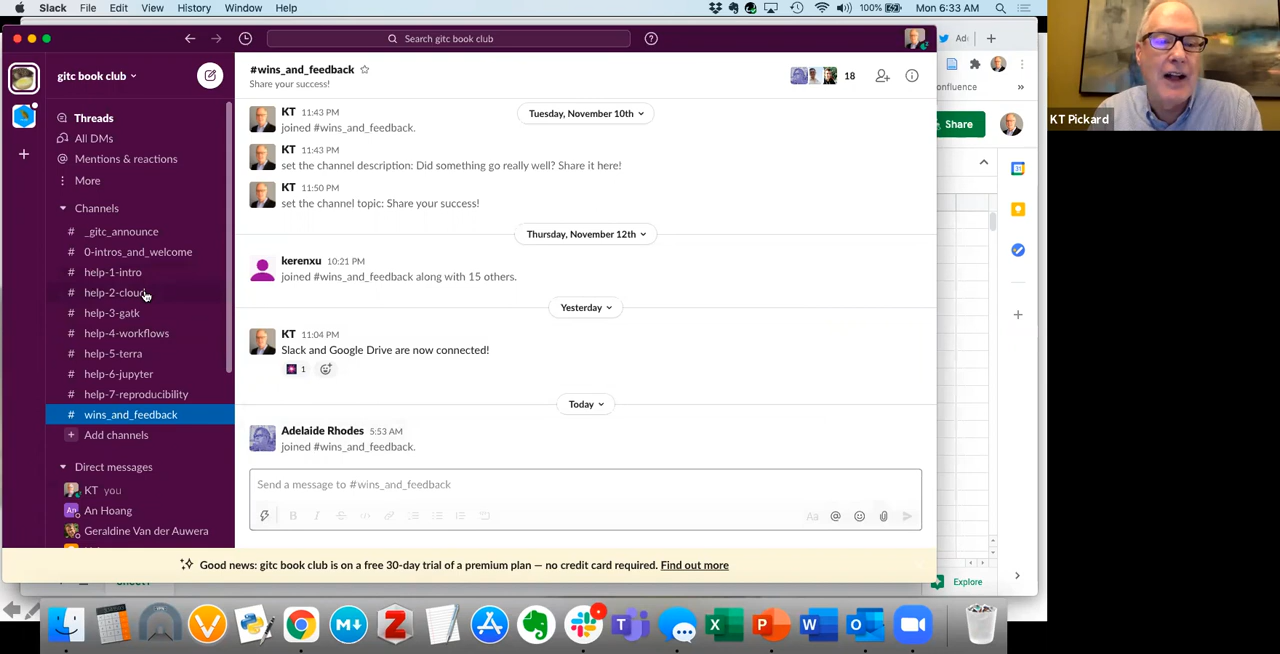 Slack File Edit View History Window Help
100%
Mon 6:33 AM
Search gitc book club
gitc book club
Threads
All DMs
Mentions & reactions
More
Channels
# _gitc_announce
# 0-intros_and_welcome
# help-1-intro
# help-2-cloud
# help-3-gatk
# help-4-workflows
# help-5-terra
# help-6-jupyter
# help-7-reproducibility
# wins_and_feedback
+ Add channels
Direct messages
KT you
An Hoang
Geraldine Van der Auwera
#wins_and_feedback
Share your success!
18
Tuesday, November 10th
KT 11:43 PM
joined #wins_and_feedback.
KT 11:43 PM
set the channel description: Did something go really well? Share it here!
KT 11:50 PM
set the channel topic: Share your success!
Thursday, November 12th
kerenxu 10:21 PM
joined #wins_and_feedback along with 15 others.
Yesterday
KT 11:04 PM
Slack and Google Drive are now connected!
1
Today
Adelaide Rhodes 5:53 AM
joined #wins_and_feedback.
Send a message to #wins_and_feedback
B I S
Aa @
Good news: gitc book club is on a free 30-day trial of a premium plan — no credit card required. Find out more
onfluence
Share
31
Explore
KT Pickard